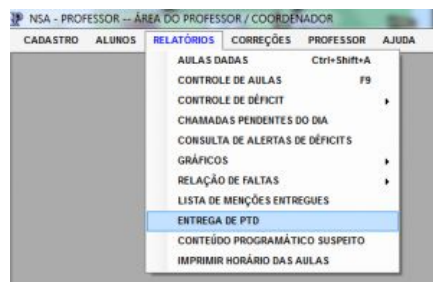 NSA - PROFESSOR -- ÁREA DO PROFESSOR / COORDENADOR
CADASTRO ALUNOS RELATÓRIOS CORREÇÕES PROFESSOR AJUDA
AULAS DADAS Ctrl+Shift+A
CONTROLE DE AULAS F9
CONTROLE DE DÉFICIT
CHAMADAS PENDENTES DO DIA
CONSULTA DE ALERTAS DE DÉFICITS
GRÁFICOS
RELAÇÃO DE FALTAS
LISTA DE MENÇÕES ENTREGUES
ENTREGA DE PTD
CONTEÚDO PROGRAMÁTICO SUSPEITO
IMPRIMIR HORÁRIO DAS AULAS